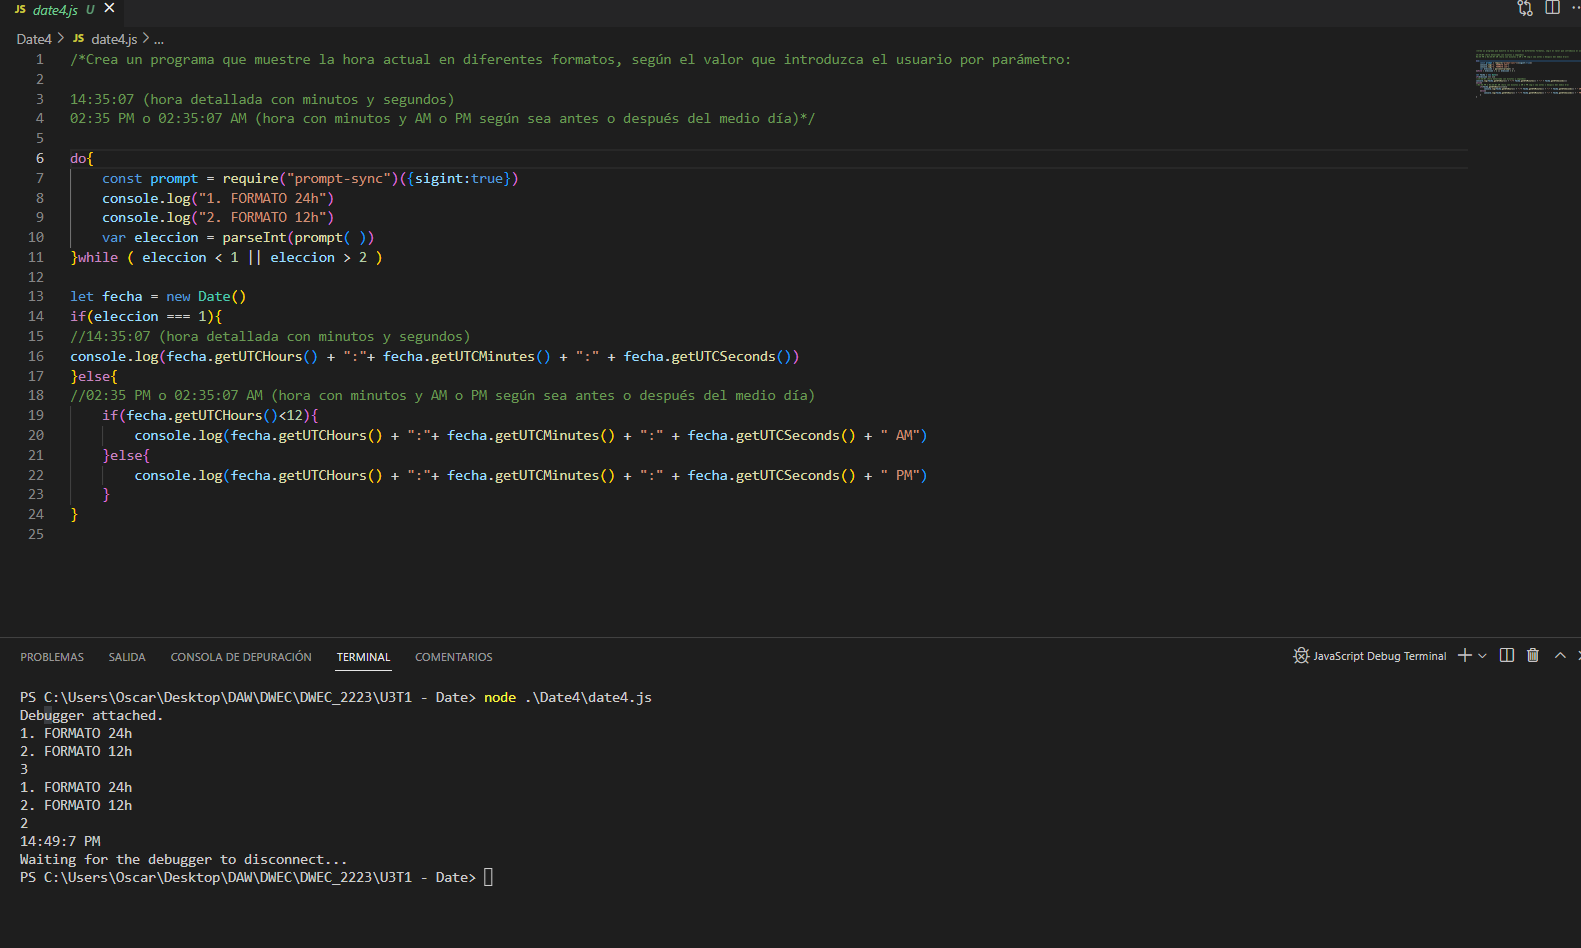 JS date4.js U
Date4 > JS date4.js > ...
1 /*Crea un programa que muestre la hora actual en diferentes formatos, según el valor que introduzca el usuario por parámetro:
2
3 14:35:07 (hora detallada con minutos y segundos)
4 02:35 PM o 02:35:07 AM (hora con minutos y AM o PM según sea antes o después del medio día)*/
5
6 do{
7     const prompt = require("prompt-sync")({sigint:true})
8     console.log("1. FORMATO 24h")
9     console.log("2. FORMATO 12h")
10     var eleccion = parseInt(prompt( ))
11 }while ( eleccion < 1 || eleccion > 2 )
12
13 let fecha = new Date()
14 if(eleccion === 1){
15 //14:35:07 (hora detallada con minutos y segundos)
16 console.log(fecha.getUTCHours() + ":"+ fecha.getUTCMinutes() + ":" + fecha.getUTCSeconds())
17 }else{
18 //02:35 PM o 02:35:07 AM (hora con minutos y AM o PM según sea antes o después del medio día)
19     if(fecha.getUTCHours()<12){
20         console.log(fecha.getUTCHours() + ":"+ fecha.getUTCMinutes() + ":" + fecha.getUTCSeconds() + " AM")
21     }else{
22         console.log(fecha.getUTCHours() + ":"+ fecha.getUTCMinutes() + ":" + fecha.getUTCSeconds() + " PM")
23     }
24 }
25
PROBLEMAS SALIDA CONSOLA DE DEPURACIÓN TERMINAL COMENTARIOS JavaScript Debug Terminal
PS C:\Users\Oscar\Desktop\DAW\DWEC\DWEC_2223\U3T1 - Date> node .\Date4\date4.js
Debugger attached.
1. FORMATO 24h
2. FORMATO 12h
3
1. FORMATO 24h
2. FORMATO 12h
2
14:49:7 PM
Waiting for the debugger to disconnect...
PS C:\Users\Oscar\Desktop\DAW\DWEC\DWEC_2223\U3T1 - Date>